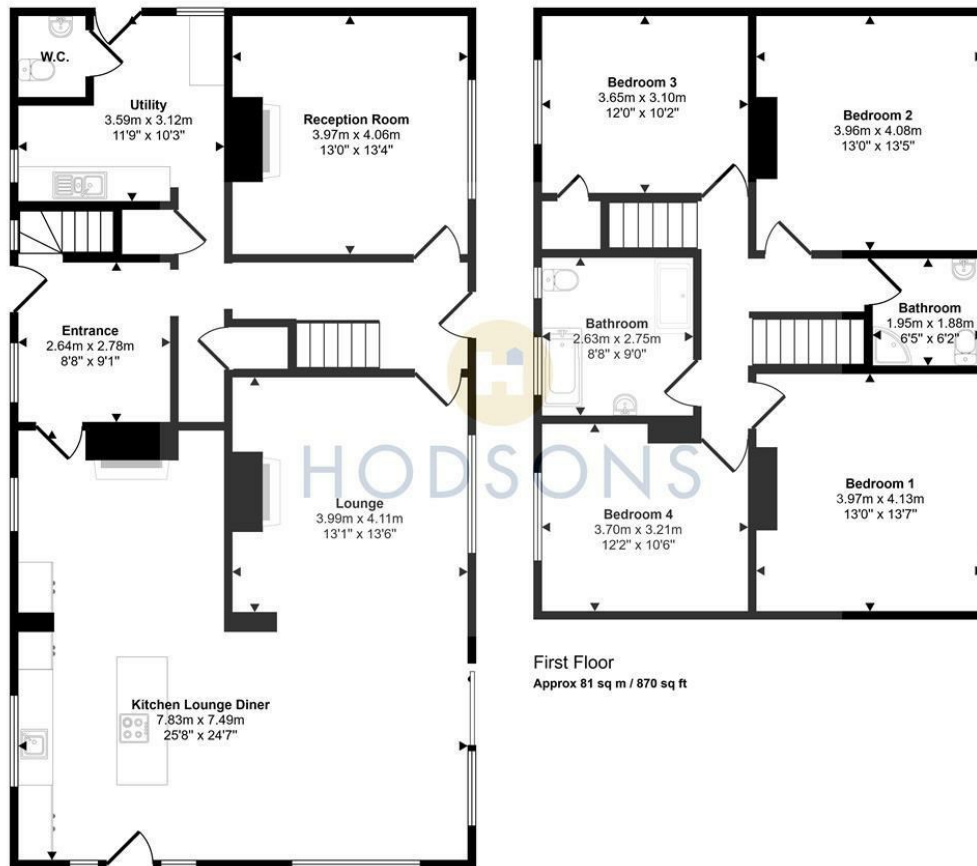 W.C.
Utility
3.59m x 3.12m
11'9" x 10'3"
Reception Room
3.97m x 4.06m
13'0" x 13'4"
Entrance
2.64m x 2.78m
8'8" x 9'1"
Lounge
3.99m x 4.11m
13'1" x 13'6"
Kitchen Lounge Diner
7.83m x 7.49m
25'8" x 24'7"
HODSONS
Bedroom 3
3.65m x 3.10m
12'0" x 10'2"
Bedroom 2
3.96m x 4.08m
13'0" x 13'5"
Bathroom
2.63m x 2.75m
8'8" x 9'0"
Bathroom
1.95m x 1.88m
6'5" x 6'2"
Bedroom 4
3.70m x 3.21m
12'2" x 10'6"
Bedroom 1
3.97m x 4.13m
13'0" x 13'7"
First Floor
Approx 81 sq m / 870 sq ft